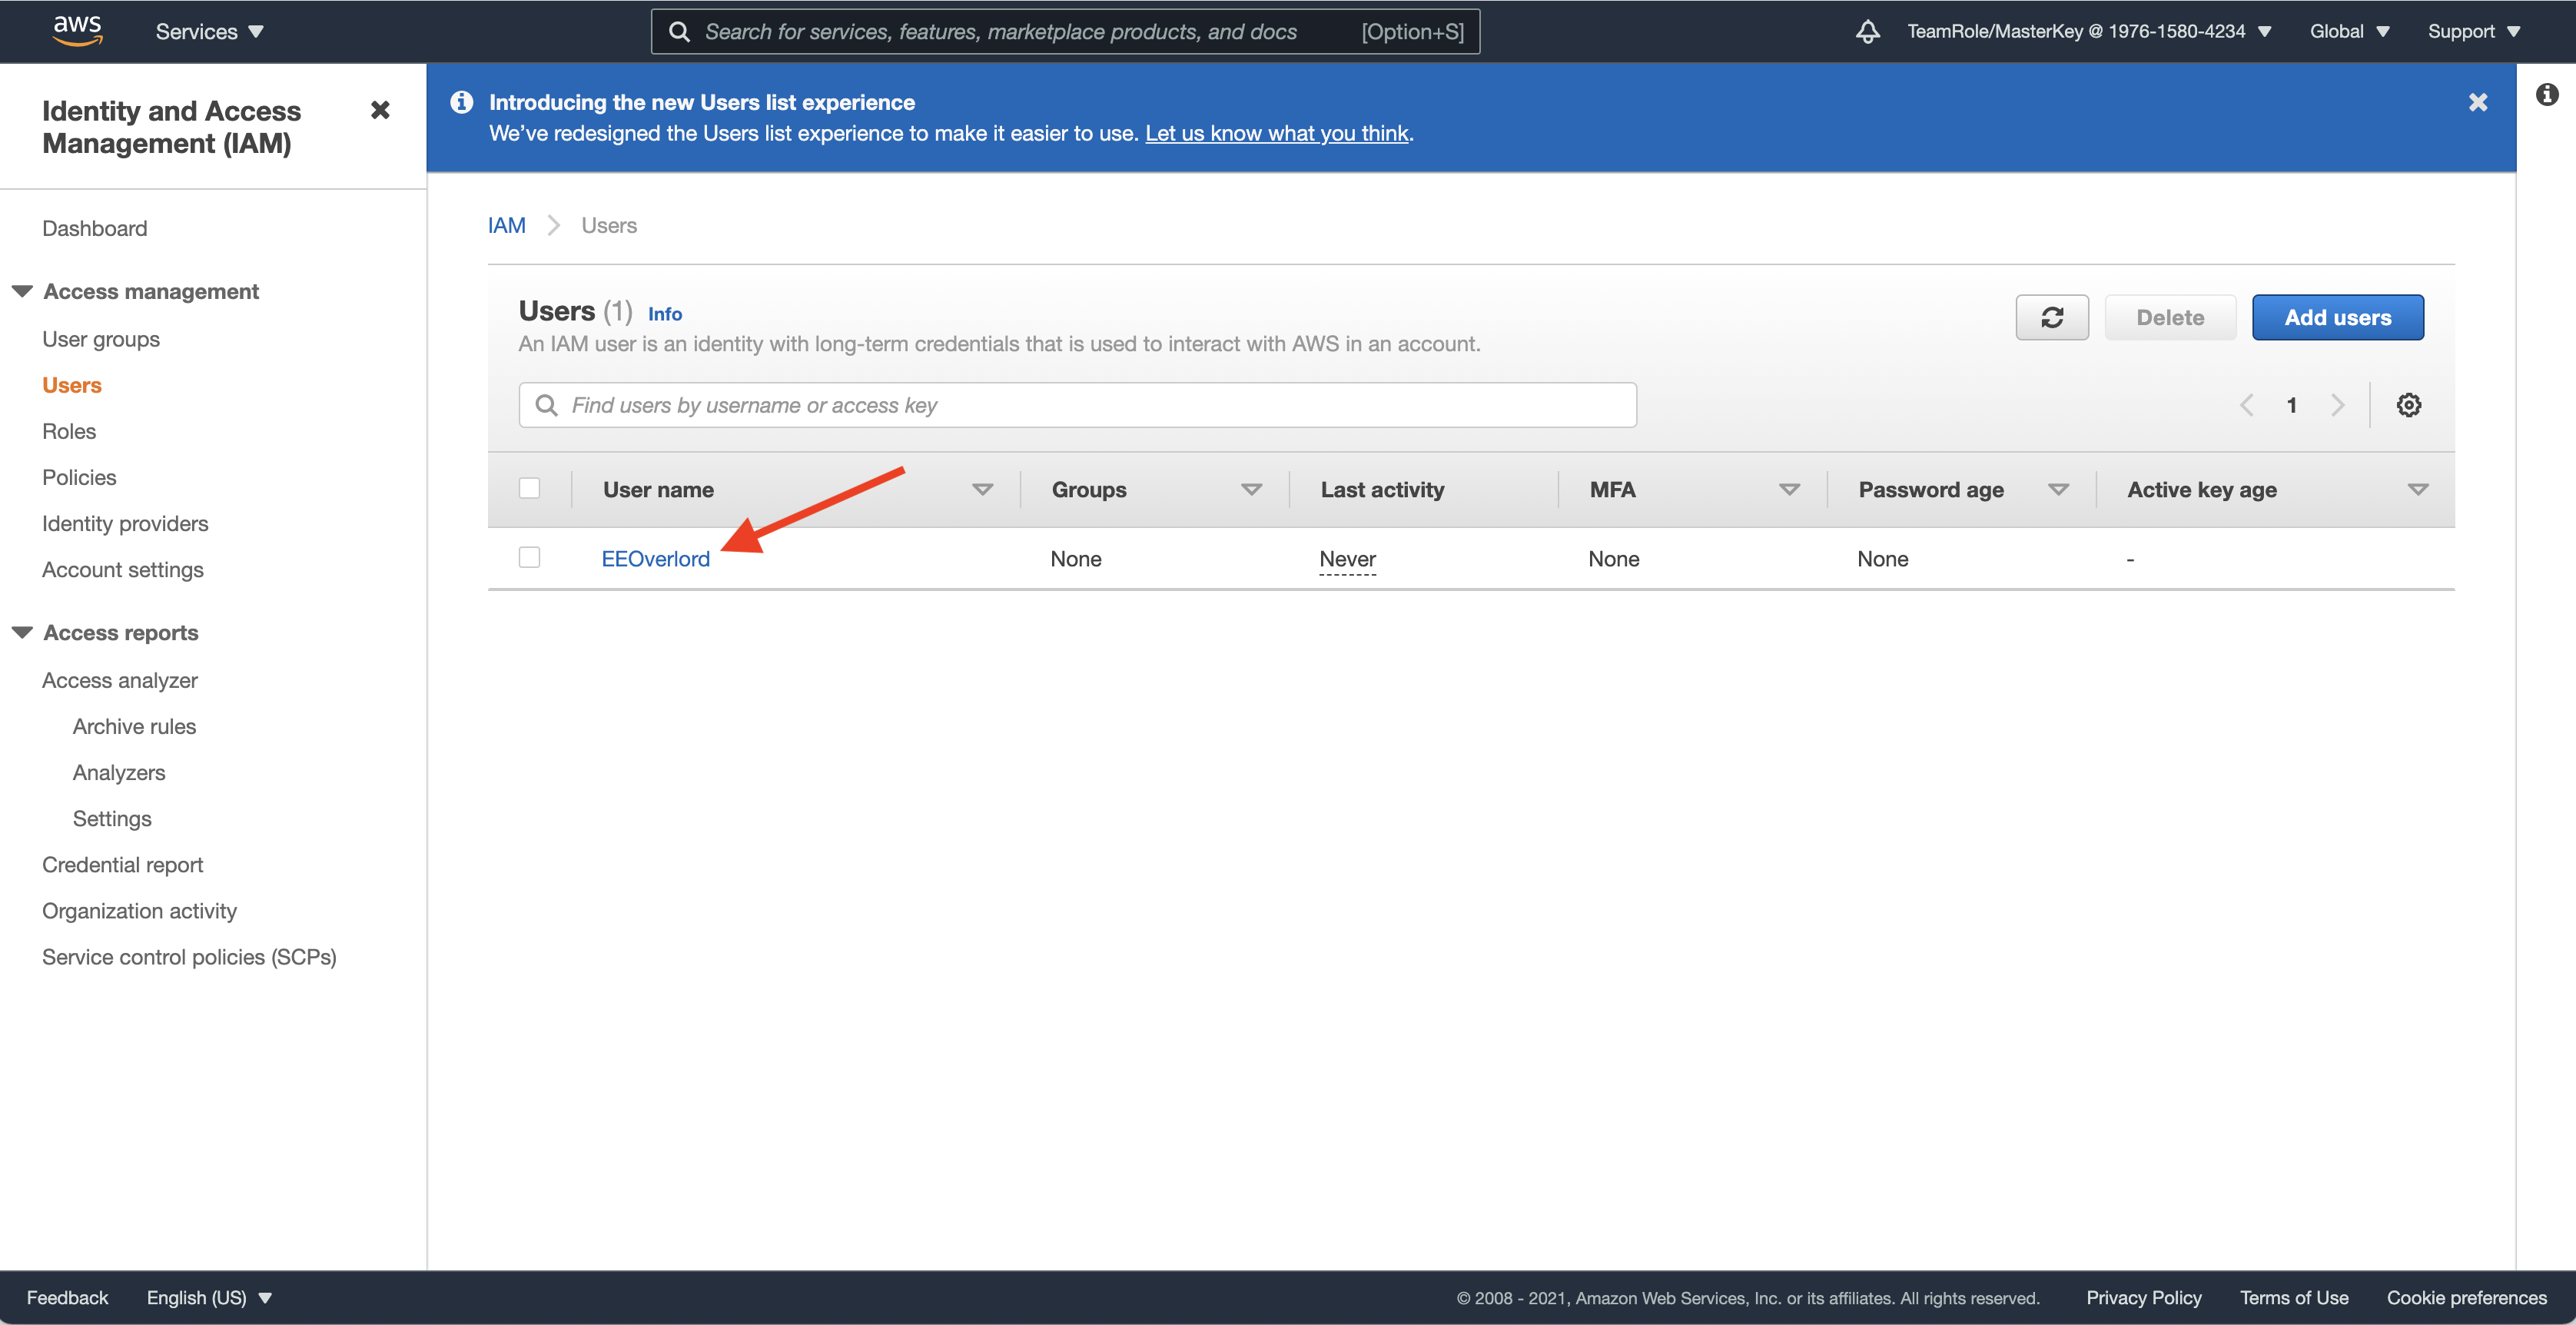 aws
Services
Search for services, features, marketplace products, and docs [Option+S]
TeamRole/MasterKey @ 1976-1580-4234
Global
Support
Identity and Access
Management (IAM)
Dashboard
Access management
User groups
Users
Roles
Policies
Identity providers
Account settings
Access reports
Access analyzer
Archive rules
Analyzers
Settings
Credential report
Organization activity
Service control policies (SCPs)
Introducing the new Users list experience
We’ve redesigned the Users list experience to make it easier to use. Let us know what you think.
IAM Users
Users (1) Info
An IAM user is an identity with long-term credentials that is used to interact with AWS in an account.
Delete
Add users
Find users by username or access key
1
User name Groups Last activity MFA Password age Active key age
EEOverlord None Never None None -
Feedback English (US)
© 2008 - 2021, Amazon Web Services, Inc. or its affiliates. All rights reserved. Privacy Policy Terms of Use Cookie preferences